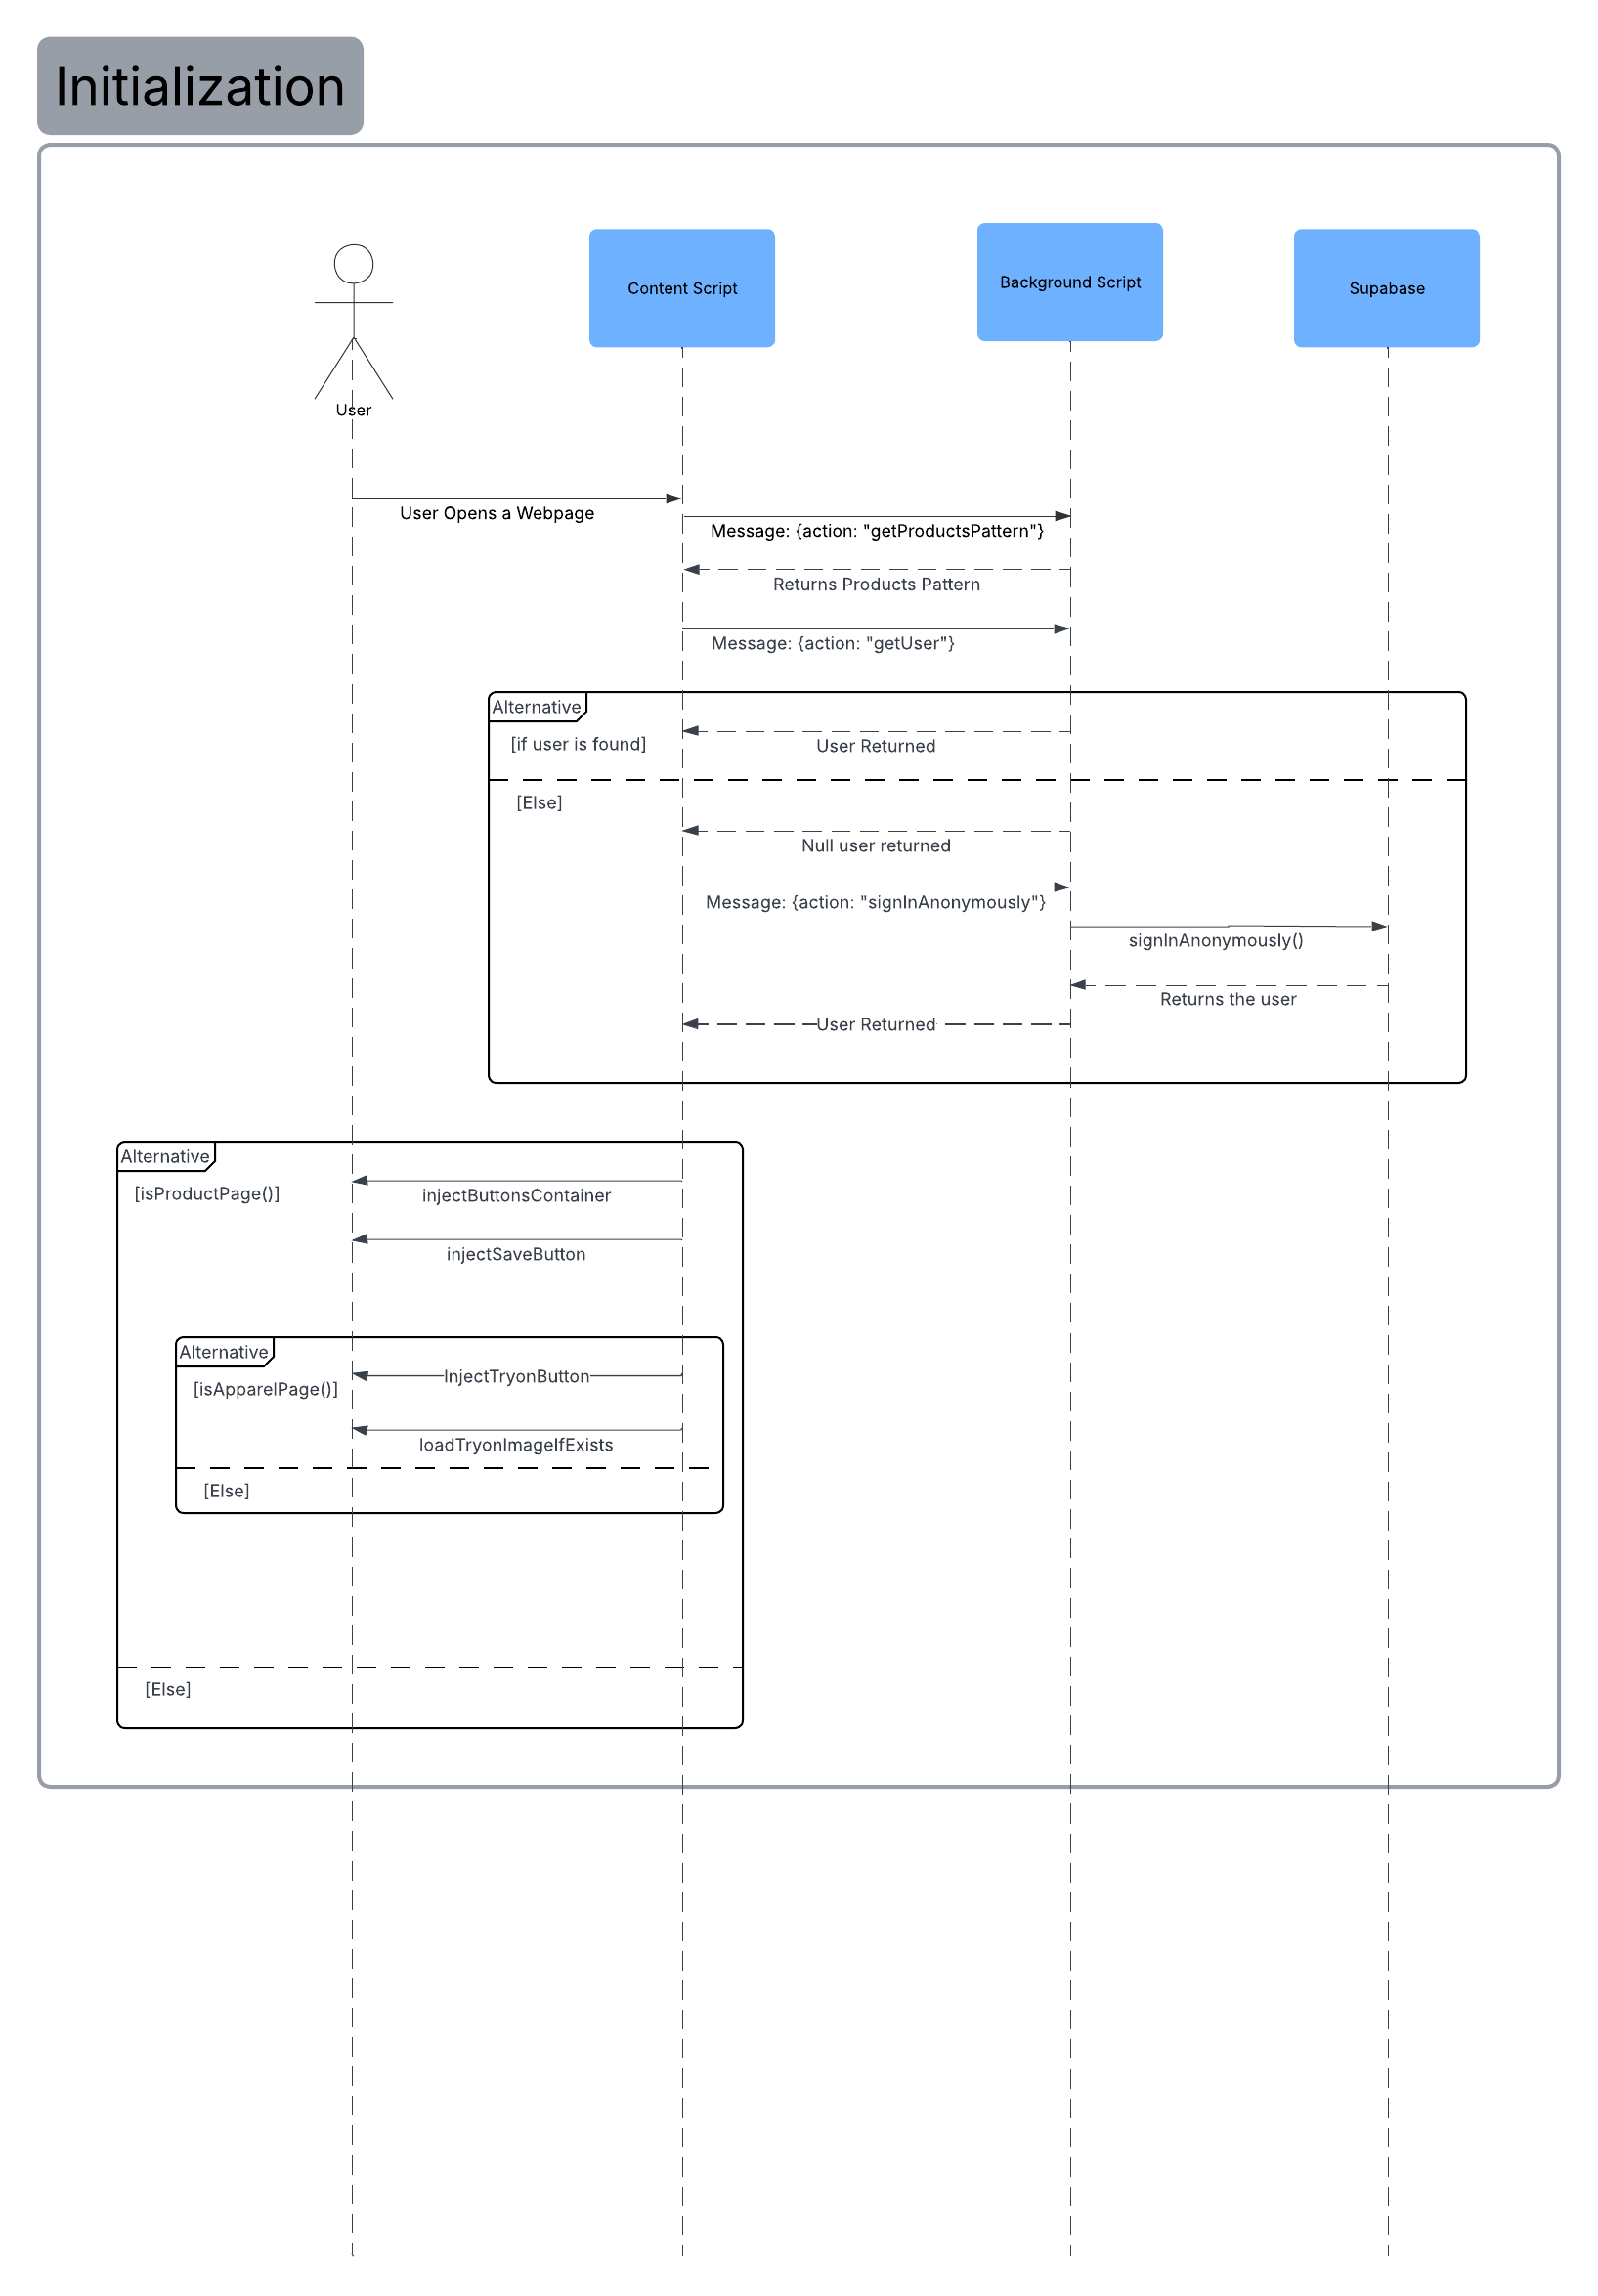 Initialization
Content Script
Background Script
Supabase
User
User Opens a Webpage
Message: {action: "getProductsPattern"}
Returns Products Pattern
Message: {action: "getUser"}
Alternative
[if user is found]
User Returned
[Else]
Null user returned
Message: {action: "signInAnonymously"}
signInAnonymously()
Returns the user
User Returned
Alternative
[isProductPage()]
injectButtonsContainer
injectSaveButton
Alternative
[isApparelPage()]
InjectTryonButton
loadTryonImageIfExists
[Else]
[Else]